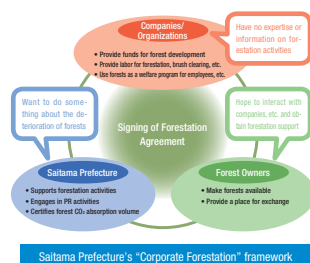 Companies/
Organizations
• Provide funds for forest development
• Provide labor for forestation, brush clearing, etc.
• Use forests as a welfare program for employees, etc.
Have no expertise or
information on for-
estation activities
Want to do some-
thing about the de-
terioration of forests
Hope to interact with
companies, etc. and ob-
tain forestation support
Signing of Forestation
Agreement
Saitama Prefecture
• Supports forestation activities
• Engages in PR activities
• Certifies forest CO₂ absorption volume
Forest Owners
• Make forests available
• Provide a place for exchange
Saitama Prefecture's "Corporate Forestation" framework